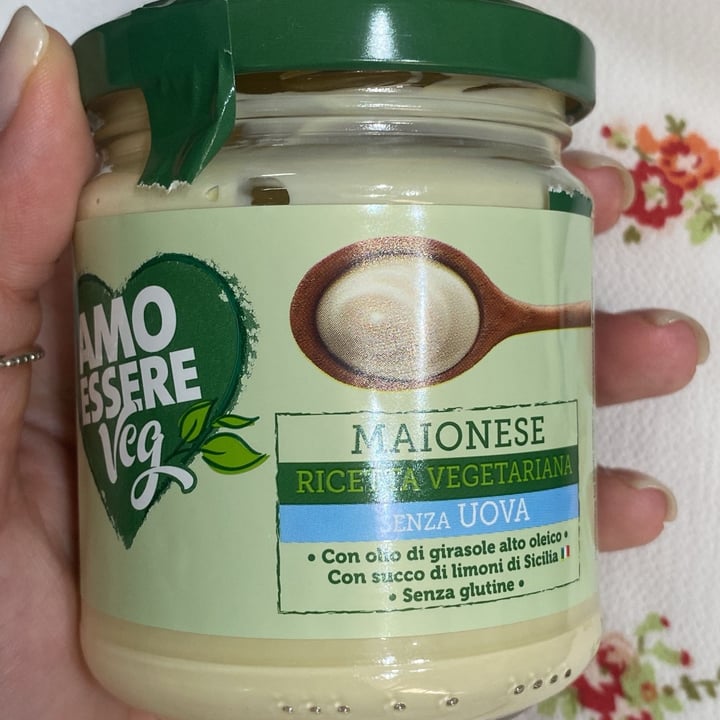 AMO
ESSERE
Veg
MAIONESE
RICETTA VEGETARIANA
SENZA UOVA
• Con olio di girasole alto oleico •
Con succo di limoni di Sicilia
• Senza glutine •